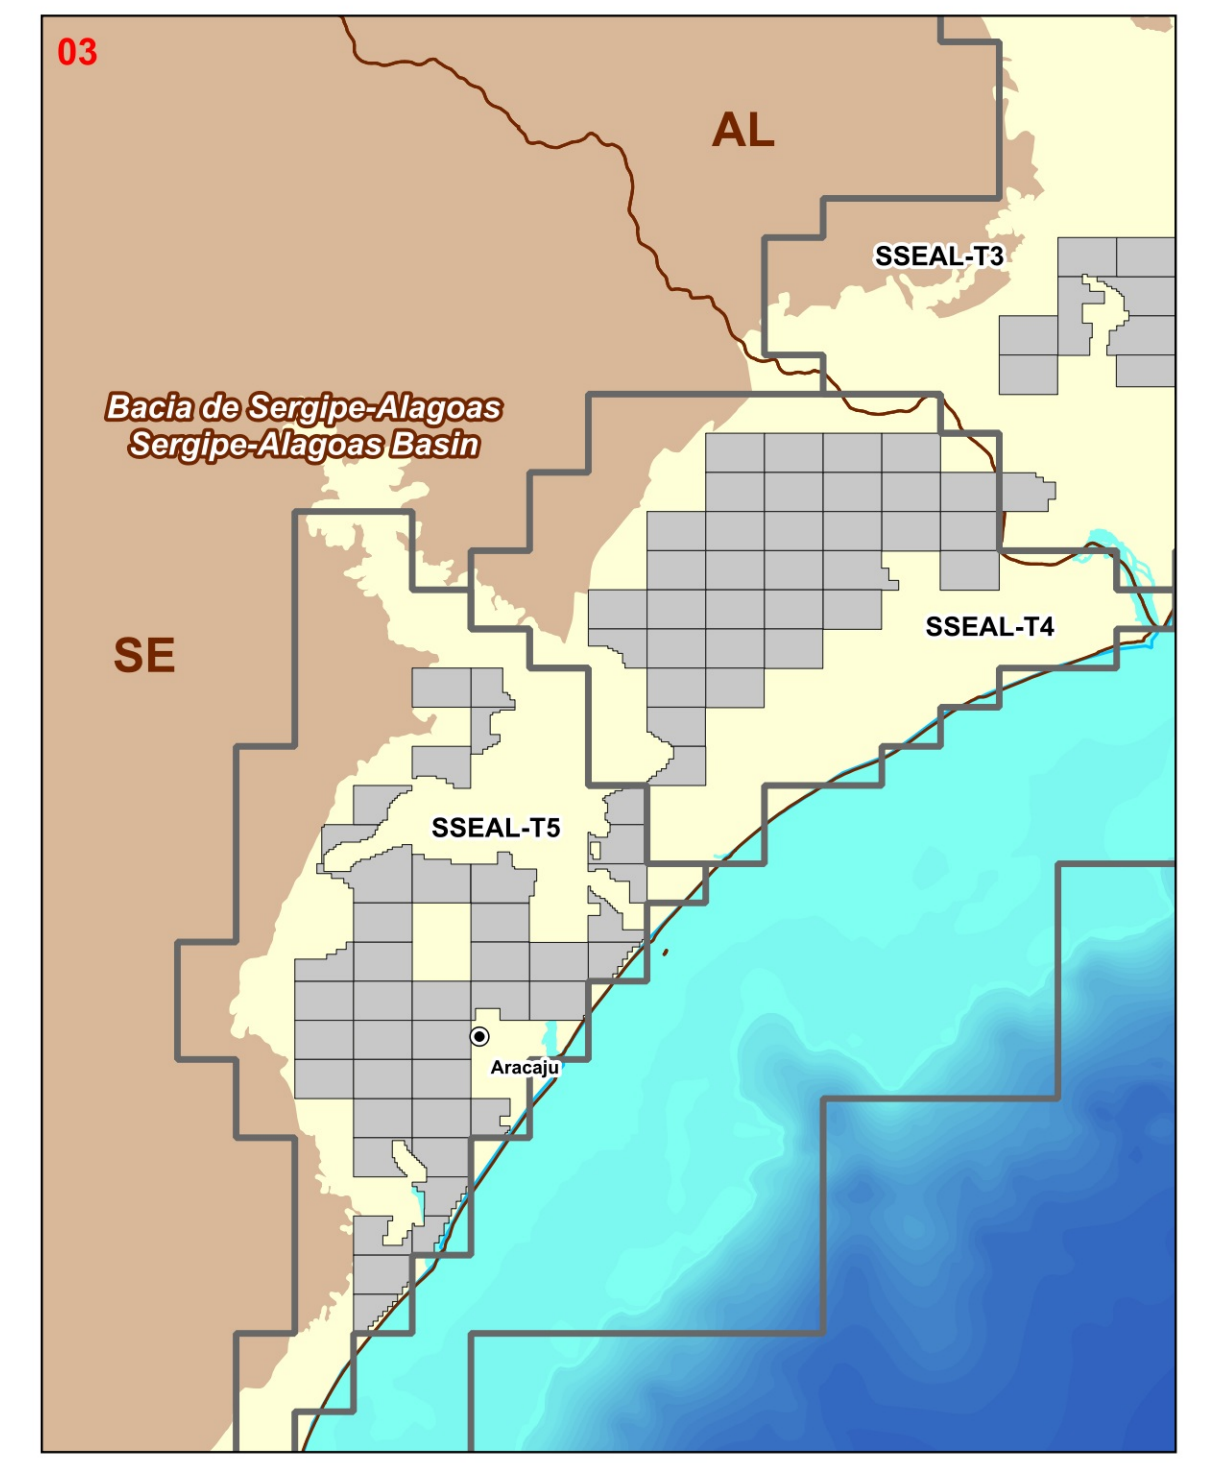 03
AL
SSEAL-T3
Bacia de Sergipe-Alagoas
Sergipe-Alagoas Basin
SSEAL-T4
SE
SSEAL-T5
Aracaju